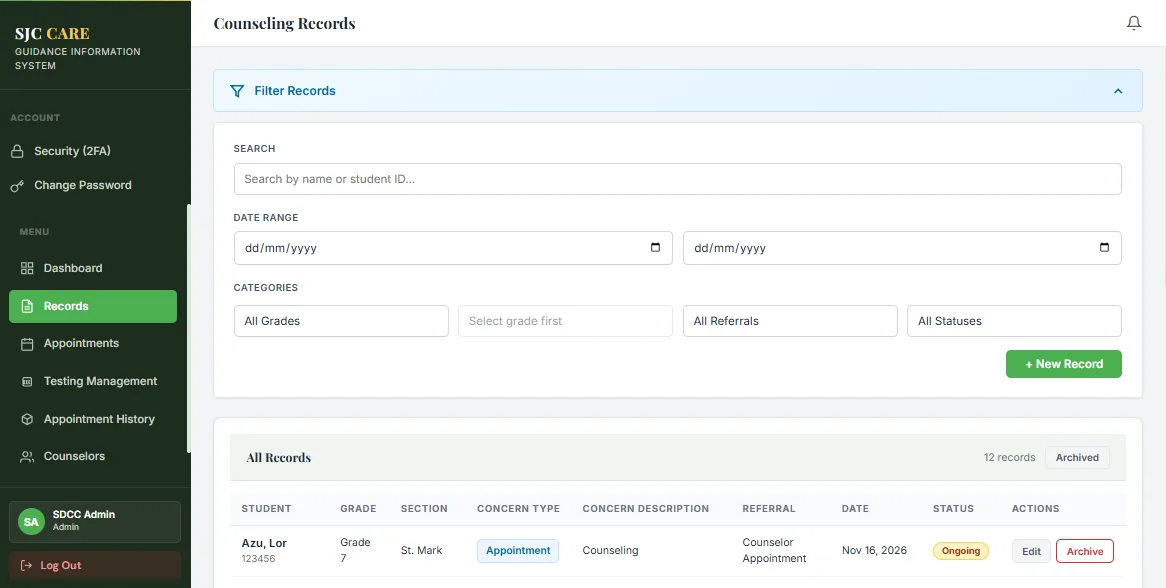 SJC CARE
GUIDANCE INFORMATION
SYSTEM
ACCOUNT
Security (2FA)
Change Password
MENU
Dashboard
Records
Appointments
Testing Management
Appointment History
Counselors
SA
SDCC Admin
Admin
Log Out
Counseling Records
Filter Records
SEARCH
Search by name or student ID...
DATE RANGE
dd/mm/yyyy dd/mm/yyyy
CATEGORIES
All Grades Select grade first All Referrals All Statuses
+ New Record
All Records 12 records Archived
STUDENT GRADE SECTION CONCERN TYPE CONCERN DESCRIPTION REFERRAL DATE STATUS ACTIONS
Azu, Lor
123456
Grade
7
St. Mark
Appointment
Counseling
Counselor
Appointment
Nov 16, 2026
Ongoing
Edit Archive